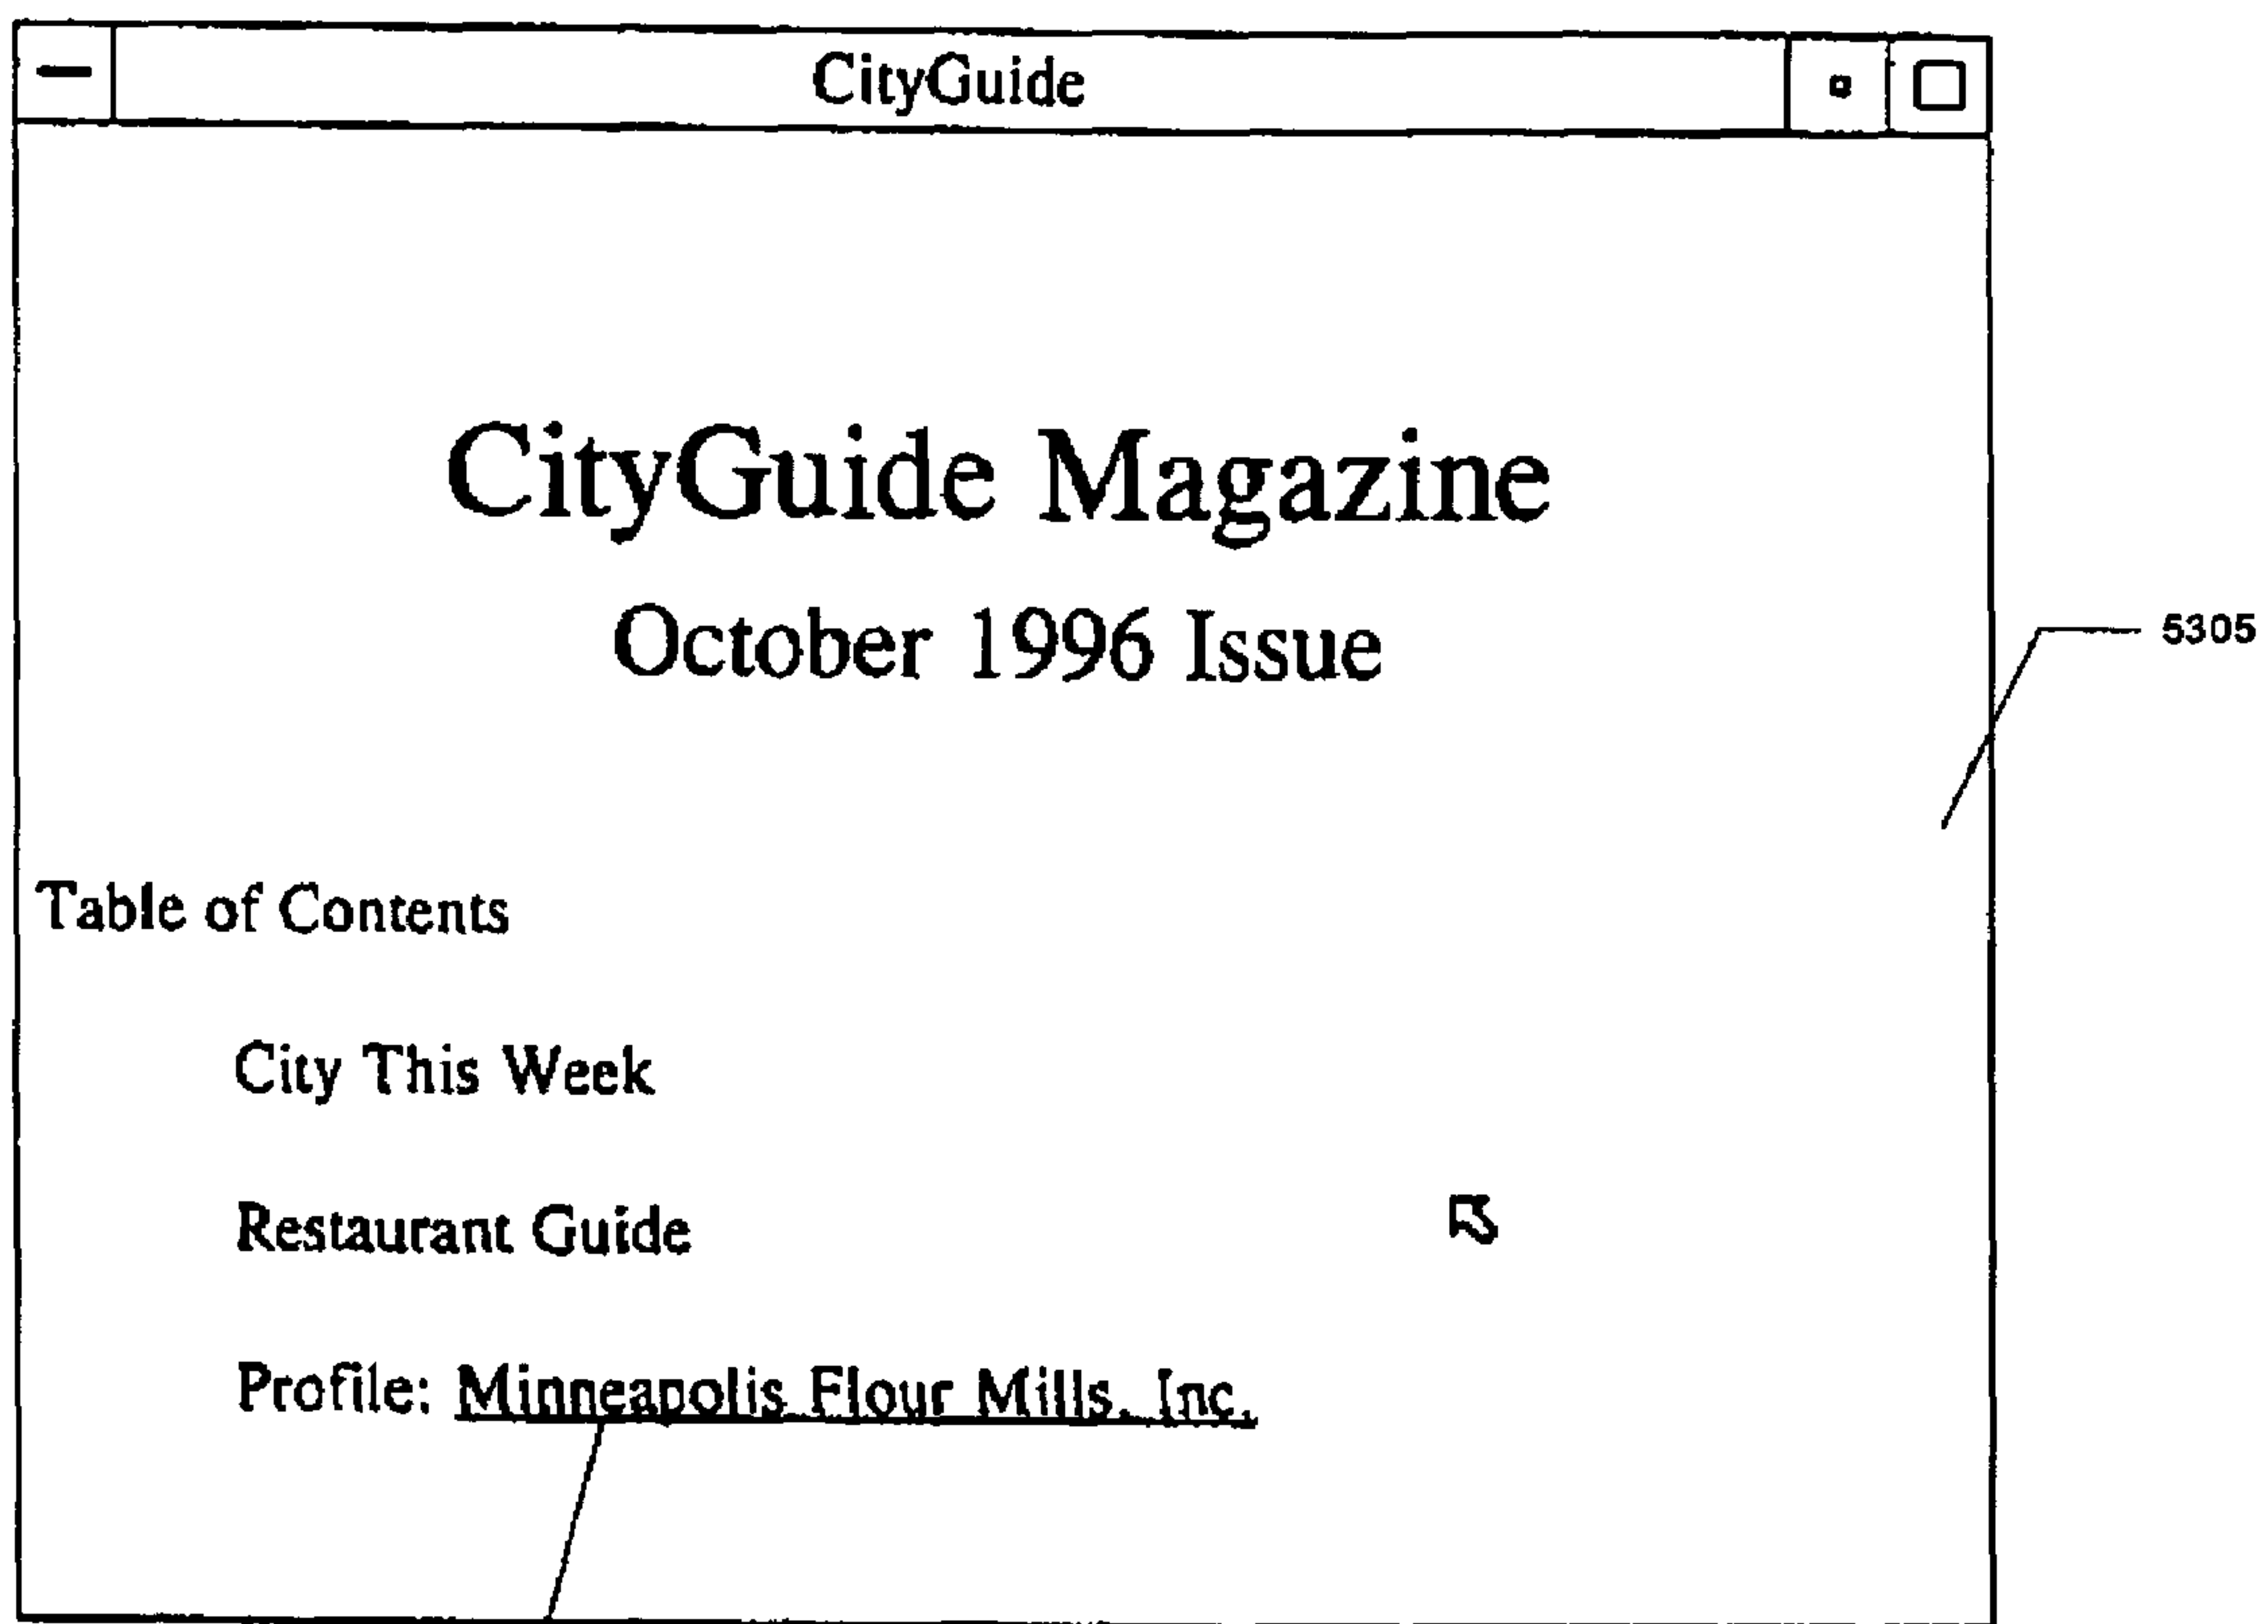 CityGuide
CityGuide Magazine
October 1996 Issue
5305
Table of Contents
City This Week
Restaurant Guide
Profile: Minneapolis Flour Mills, Inc.